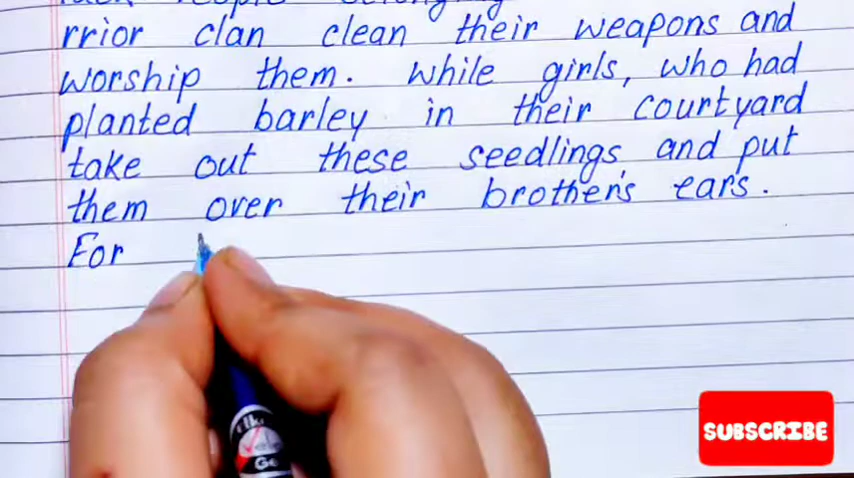 rrior clan clean their weapons and
worship them. While girls, who had
planted barley in their courtyard
take out these seedlings, and put
them over their brother's ear's.
For
SUBSCRIBE